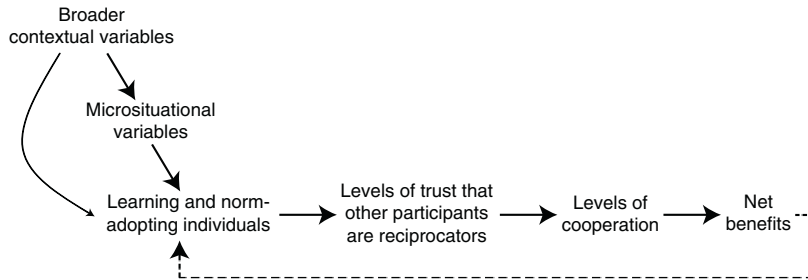 Broader
contextual variables
Microsituational
variables
Learning and norm-
adopting individuals
Levels of trust that
other participants
are reciprocators
Levels of
cooperation
Net
benefits